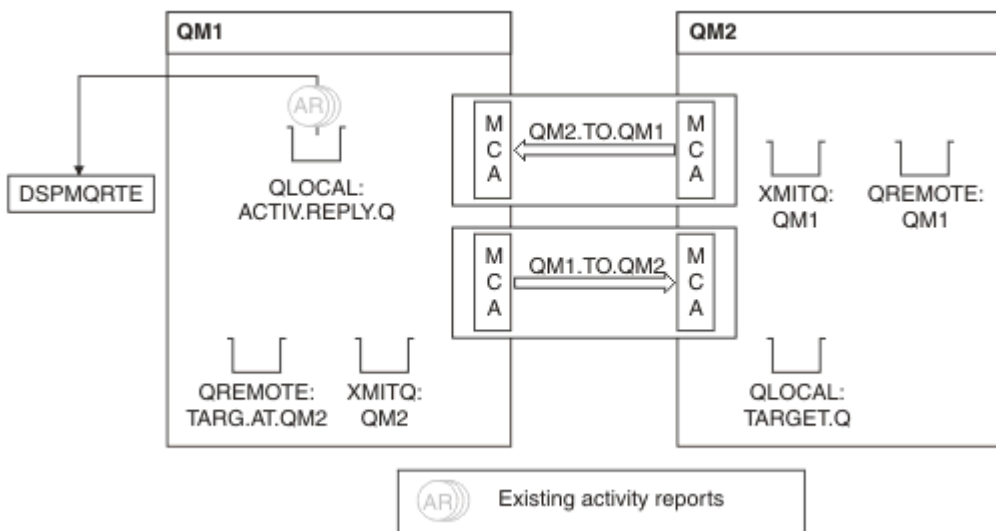 QM1
QM2
AR
M
C
A
QM2.TO.QM1
M
C
A
DSPMQRTE
QLOCAL:
ACTIV.REPLY.Q
XMITQ:
QM1
QREMOTE:
QM1
M
C
A
QM1.TO.QM2
M
C
A
QREMOTE:
TARG.AT.QM2
XMITQ:
QM2
QLOCAL:
TARGET.Q
AR
Existing activity reports